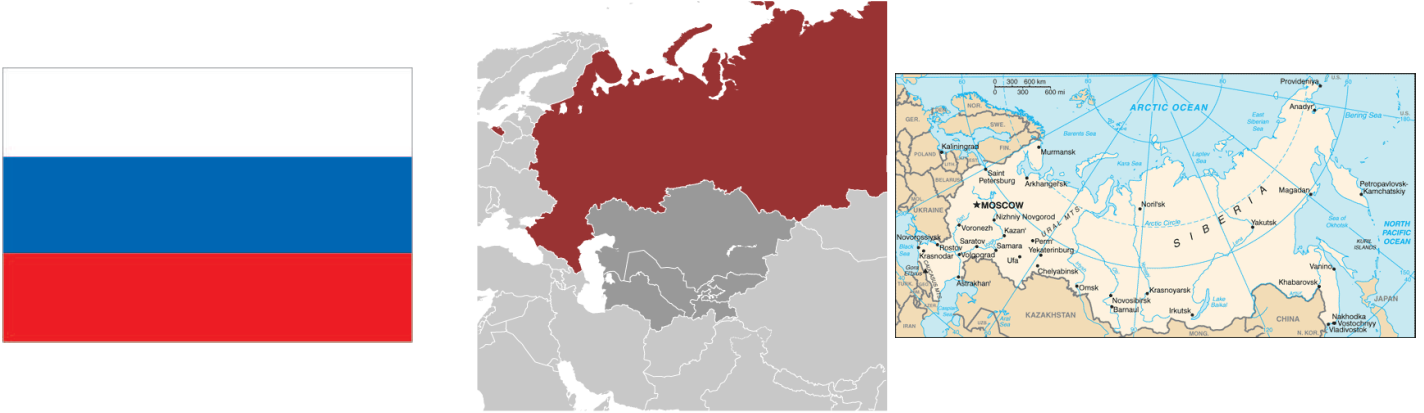 Provideniya
U.S.
0 300 600 km
0 300 600 mi
ARCTIC OCEAN
Anadyr'
Bering Sea
U.S.
180
NOR.
GER.
SWE.
East
Siberian
Sea
Barents Sea
Kaliningrad
Murmansk
FIN.
Laptev
Sea
POLAND
Kara Sea
BELARUS
Saint
Petersburg
Arkhangel'sk
Petropavlovsk-
Kamchatskiy
Magadan
MOSCOW
Noril'sk
SIBERIA
UKRAINE
Nizhniy Novgorod
URAL MTS.
Arctic Circle
Yakutsk
Sea of
Okhotsk
NORTH
PACIFIC
OCEAN
Voronezh
Kazan'
Novorossiysk
Black
Sea
Rostov
Saratov
Samara
Perm'
Yekaterinburg
KURIL
ISLANDS
Krasnodar
Volgograd
Ufa
Vanino
Chelyabinsk
Astrakhan'
Omsk
Krasnoyarsk
Khabarovsk
Novosibirsk
Barnaul
Irkutsk
Lake
Baikal
JAPAN
KAZAKHSTAN
CHINA
Nakhodka
Vostochnyy
Vladivostok
IRAN
MONG.
N. KOR.